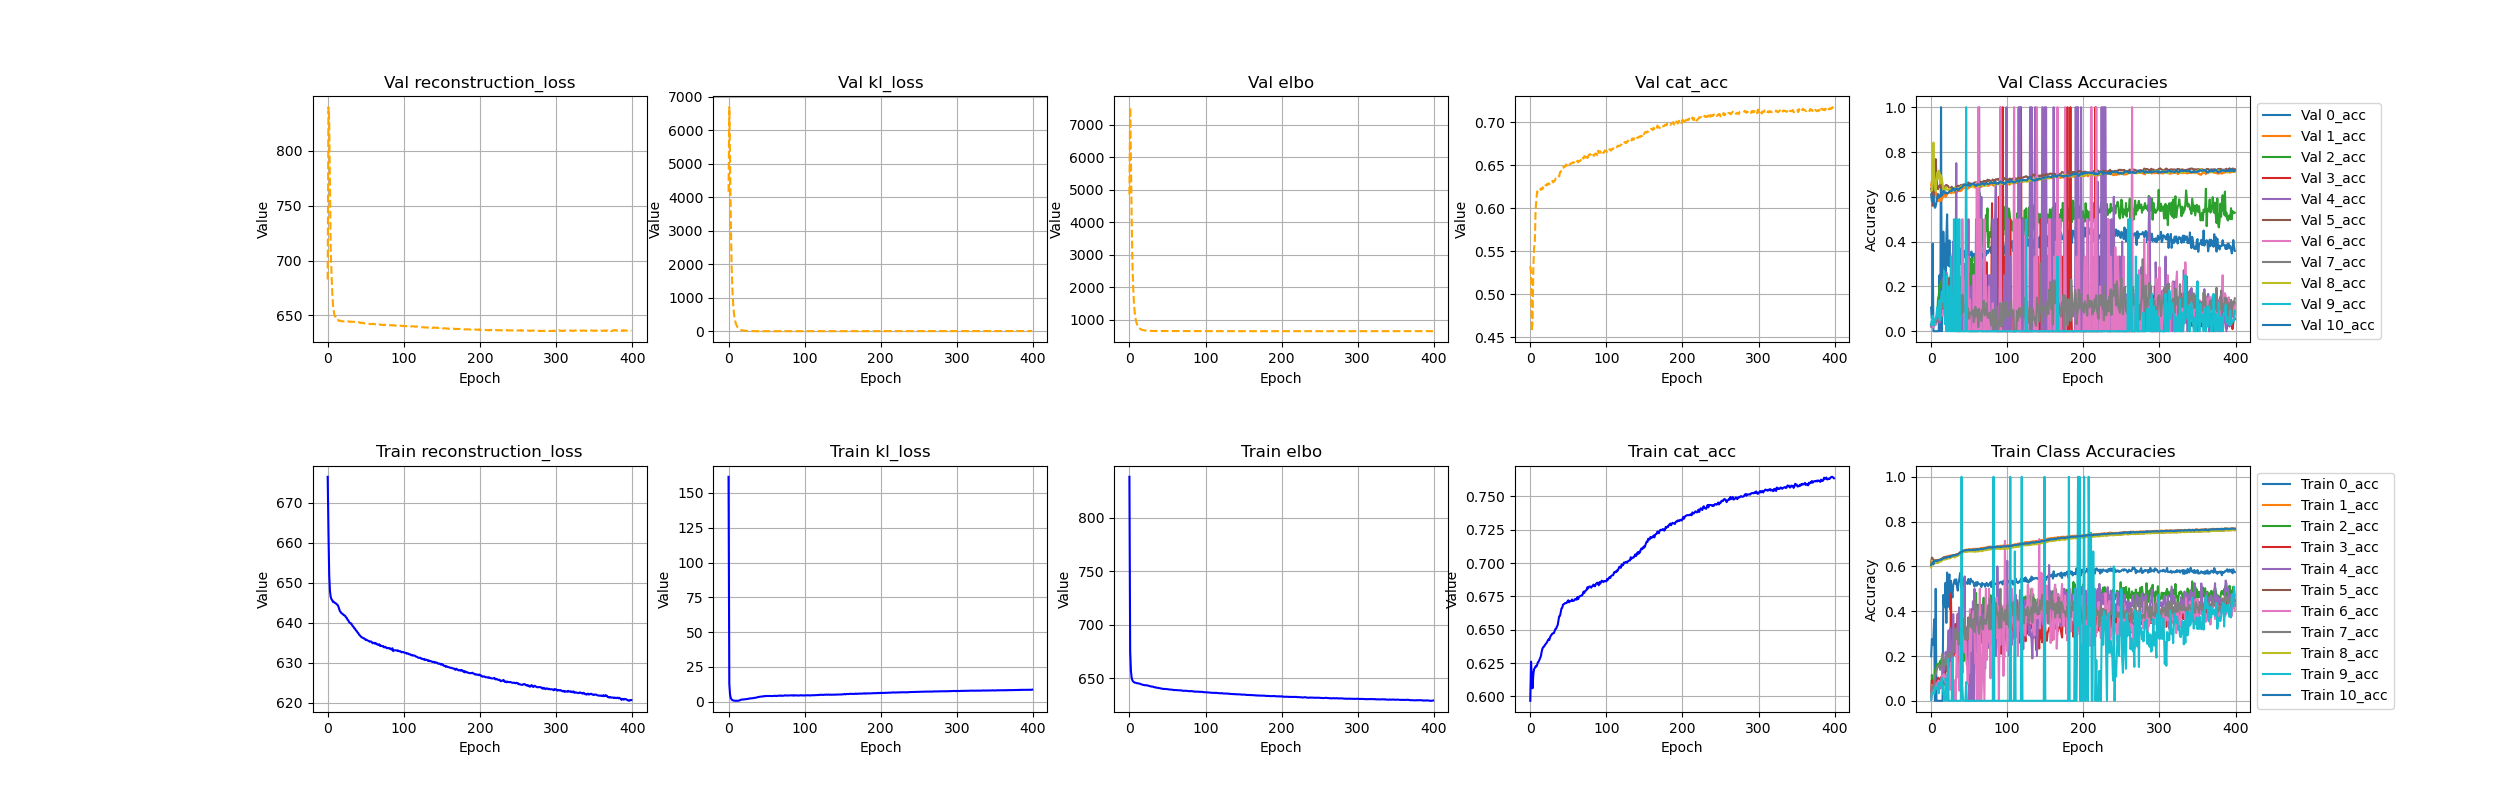 Val reconstruction_loss
Value
800
750
700
650
0 100 200 300 400
Epoch
Val kl_loss
Value
7000
6000
5000
4000
3000
2000
1000
0
0 100 200 300 400
Epoch
Val elbo
Value
7000
6000
5000
4000
3000
2000
1000
0 100 200 300 400
Epoch
Val cat_acc
Value
0.70
0.65
0.60
0.55
0.50
0.45
0 100 200 300 400
Epoch
Val Class Accuracies
Accuracy
1.0
0.8
0.6
0.4
0.2
0.0
0 100 200 300 400
Epoch
Val 0_acc
Val 1_acc
Val 2_acc
Val 3_acc
Val 4_acc
Val 5_acc
Val 6_acc
Val 7_acc
Val 8_acc
Val 9_acc
Val 10_acc
Train reconstruction_loss
Value
670
660
650
640
630
620
0 100 200 300 400
Epoch
Train kl_loss
Value
150
125
100
75
50
25
0
0 100 200 300 400
Epoch
Train elbo
Value
800
750
700
650
0 100 200 300 400
Epoch
Train cat_acc
Value
0.750
0.725
0.700
0.675
0.650
0.625
0.600
0 100 200 300 400
Epoch
Train Class Accuracies
Accuracy
1.0
0.8
0.6
0.4
0.2
0.0
0 100 200 300 400
Epoch
Train 0_acc
Train 1_acc
Train 2_acc
Train 3_acc
Train 4_acc
Train 5_acc
Train 6_acc
Train 7_acc
Train 8_acc
Train 9_acc
Train 10_acc